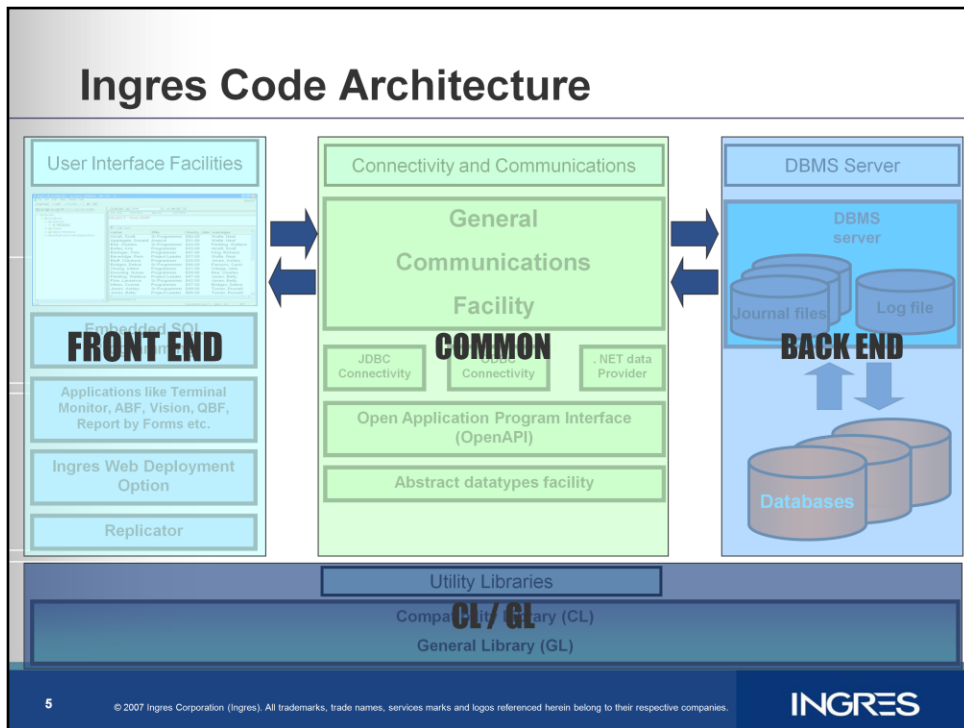 Ingres Code Architecture
User Interface Facilities
Embedded SQL
FRONT END
Applications like Terminal
Monitor, ABF, Vision, QBF,
Report by Forms etc.
Ingres Web Deployment
Option
Replicator
Connectivity and Communications
General
Communications
Facility
COMMON
JDBC
Connectivity
Connectivity
. NET data
Provider
Open Application Program Interface
(OpenAPI)
Abstract datatypes facility
DBMS Server
DBMS
server
Journal files
Log file
BACK END
Databases
Utility Libraries
Compatibility Library (CL)
CL / GL
General Library (GL)
5
© 2007 Ingres Corporation (Ingres). All trademarks, trade names, services marks and logos referenced herein belong to their respective companies.
INGRES